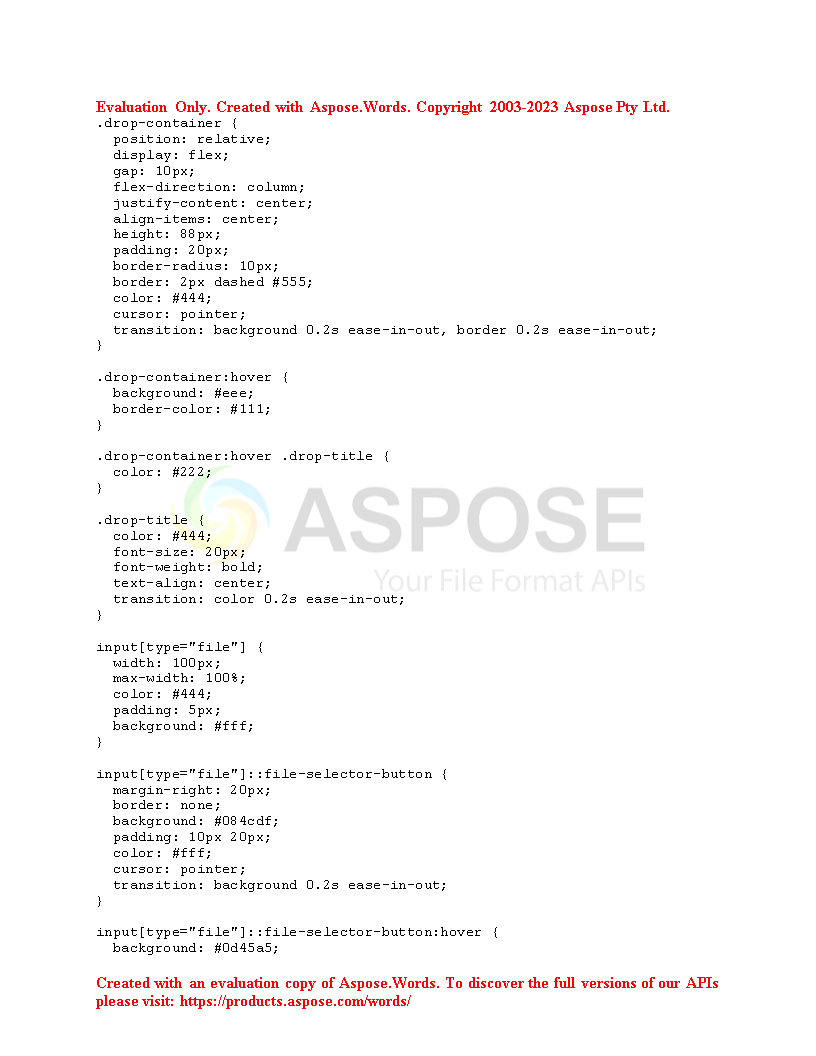 Evaluation Only. Created with Aspose.Words. Copyright 2003-2023 Aspose Pty Ltd.
.drop-container {
  position: relative;
  display: flex;
  gap: 10px;
  flex-direction: column;
  justify-content: center;
  align-items: center;
  height: 88px;
  padding: 20px;
  border-radius: 10px;
  border: 2px dashed #555;
  color: #444;
  cursor: pointer;
  transition: background 0.2s ease-in-out, border 0.2s ease-in-out;
}

.drop-container:hover {
  background: #eee;
  border-color: #111;
}

.drop-container:hover .drop-title {
  color: #222;
}

.drop-title {
  color: #444;
  font-size: 20px;
  font-weight: bold;
  text-align: center;
  transition: color 0.2s ease-in-out;
}
ASPOSE
Your File Format APIs

input[type="file"] {
  width: 100px;
  max-width: 100%;
  color: #444;
  padding: 5px;
  background: #fff;
}

input[type="file"]::file-selector-button {
  margin-right: 20px;
  border: none;
  background: #084cdf;
  padding: 10px 20px;
  color: #fff;
  cursor: pointer;
  transition: background 0.2s ease-in-out;
}

input[type="file"]::file-selector-button:hover {
  background: #0d45a5;
Created with an evaluation copy of Aspose.Words. To discover the full versions of our APIs
please visit: https://products.aspose.com/words/